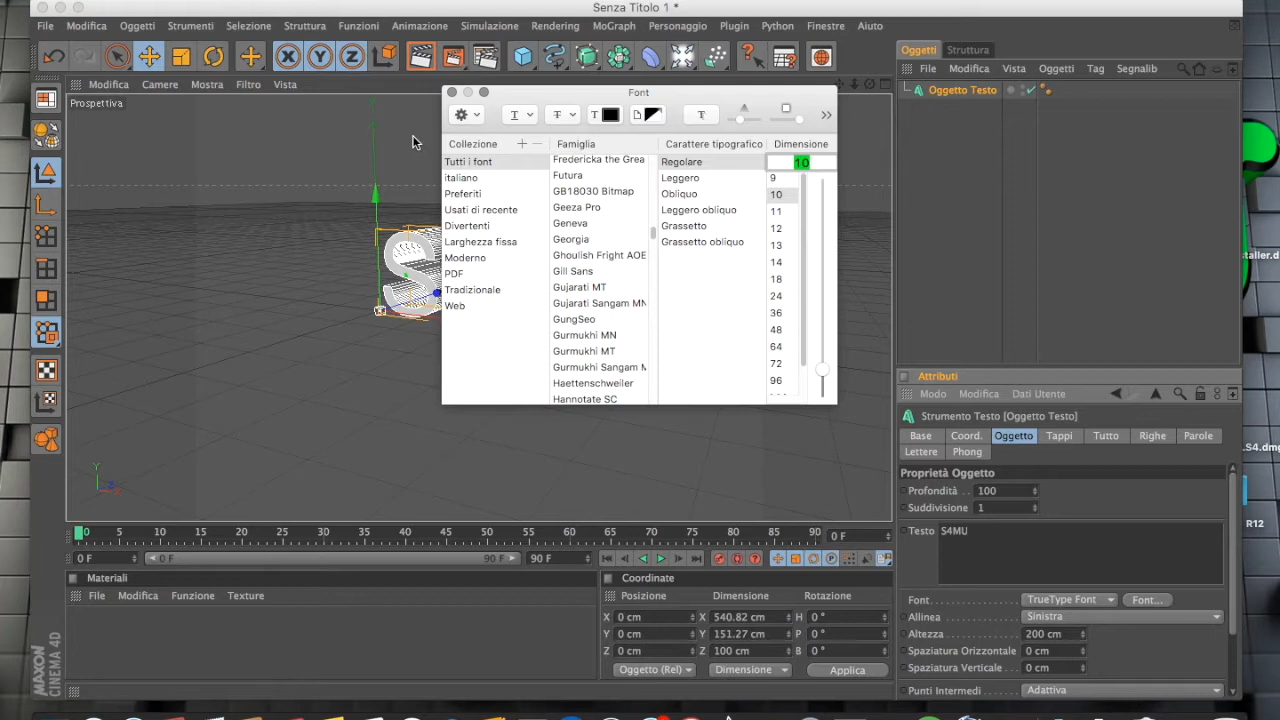 Senza Titolo 1 *
File Modifica Oggetti Strumenti Selezione Struttura Funzioni Animazione Simulazione Rendering MoGraph Personaggio Plugin Python Finestre Aiuto
Modifica Camere Mostra Filtro Vista
Prospettiva
Font
Collezione Famiglia Carattere tipografico Dimensione
Tutti i font
italiano
Preferiti
Usati di recente
Divertenti
Larghezza fissa
Moderno
PDF
Tradizionale
Web
Fredericka the Grea
Futura
GB18030 Bitmap
Geeza Pro
Geneva
Georgia
Ghoulish Fright AOE
Gill Sans
Gujarati MT
Gujarati Sangam MN
GungSeo
Gurmukhi MN
Gurmukhi MT
Gurmukhi Sangam M
Haettenschweiler
Hannotate SC
Regolare
Leggero
Obliquo
Leggero obliquo
Grassetto
Grassetto obliquo
10
9
10
11
12
13
14
18
24
36
48
64
72
96
S
Y
Z X
Oggetti Struttura
File Modifica Vista Oggetti Tag Segnalib
Oggetto Testo
Attributi
Modo Modifica Dati Utente
Strumento Testo [Oggetto Testo]
Base Coord. Oggetto Tappi Tutto Righe Parole
Lettere Phong
Proprietà Oggetto
Profondità . . 100
Suddivisione 1
Testo S4MU
Font TrueType Font Font...
Allinea Sinistra
Altezza 200 cm
Spaziatura Orizzontale 0 cm
Spaziatura Verticale 0 cm
Punti Intermedi Adattiva
0 5 10 15 20 25 30 35 40 45 50 55 60 65 70 75 80 85 90 0 F
0 F 0 F 90 F 90 F
Materiali
File Modifica Funzione Texture
Coordinate
Posizione Dimensione Rotazione
X 0 cm X 540.82 cm H 0 °
Y 0 cm Y 151.27 cm P 0 °
Z 0 cm Z 100 cm B 0 °
Oggetto (Rel) Dimensione Applica
MAXON
CINEMA 4D
staller.d
LS4.dmg
R12